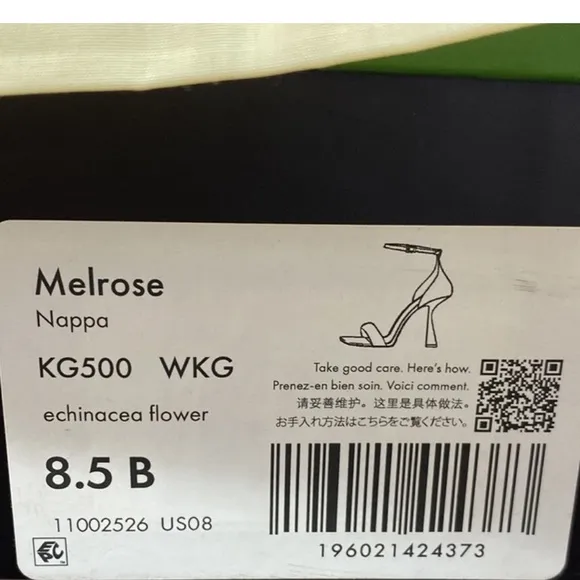 Melrose
Nappa
KG500 WKG
echinacea flower
8.5 B
11002526 US08
Take good care. Here's how.
Prenez-en bien soin. Voici comment.
请妥善维护。这里是具体做法。
お手入れ方法はこちらをご覧ください。
196021424373